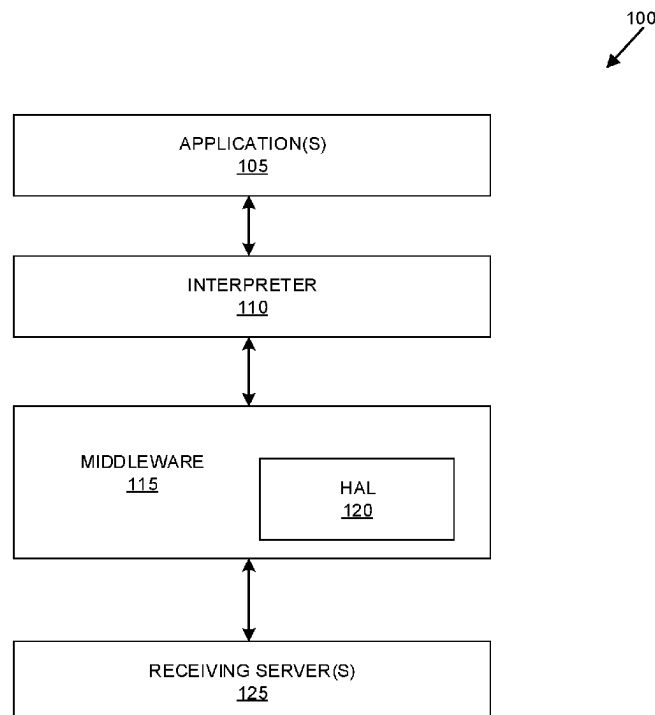 100
APPLICATION(S)
105
INTERPRETER
110
MIDDLEWARE
115
HAL
120
RECEIVING SERVER(S)
125